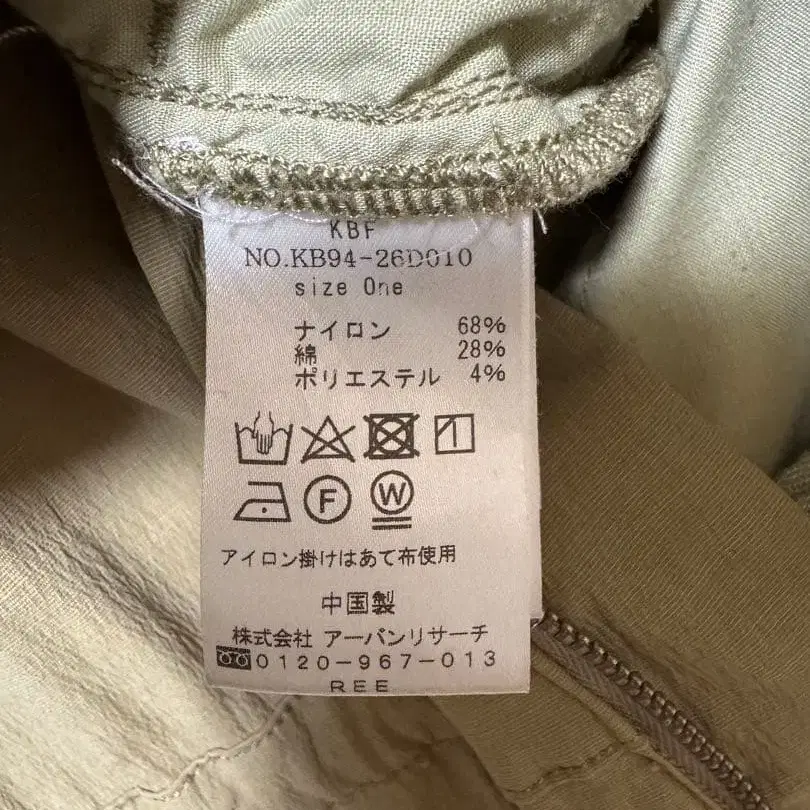 KBF
NO.KB94-26D010
size One
ナイロン 68%
綿 28%
ポリエステル 4%
F W
アイロン掛けはあて布使用
中国製
株式会社 アーバンリサーチ
0120-967-013
REE